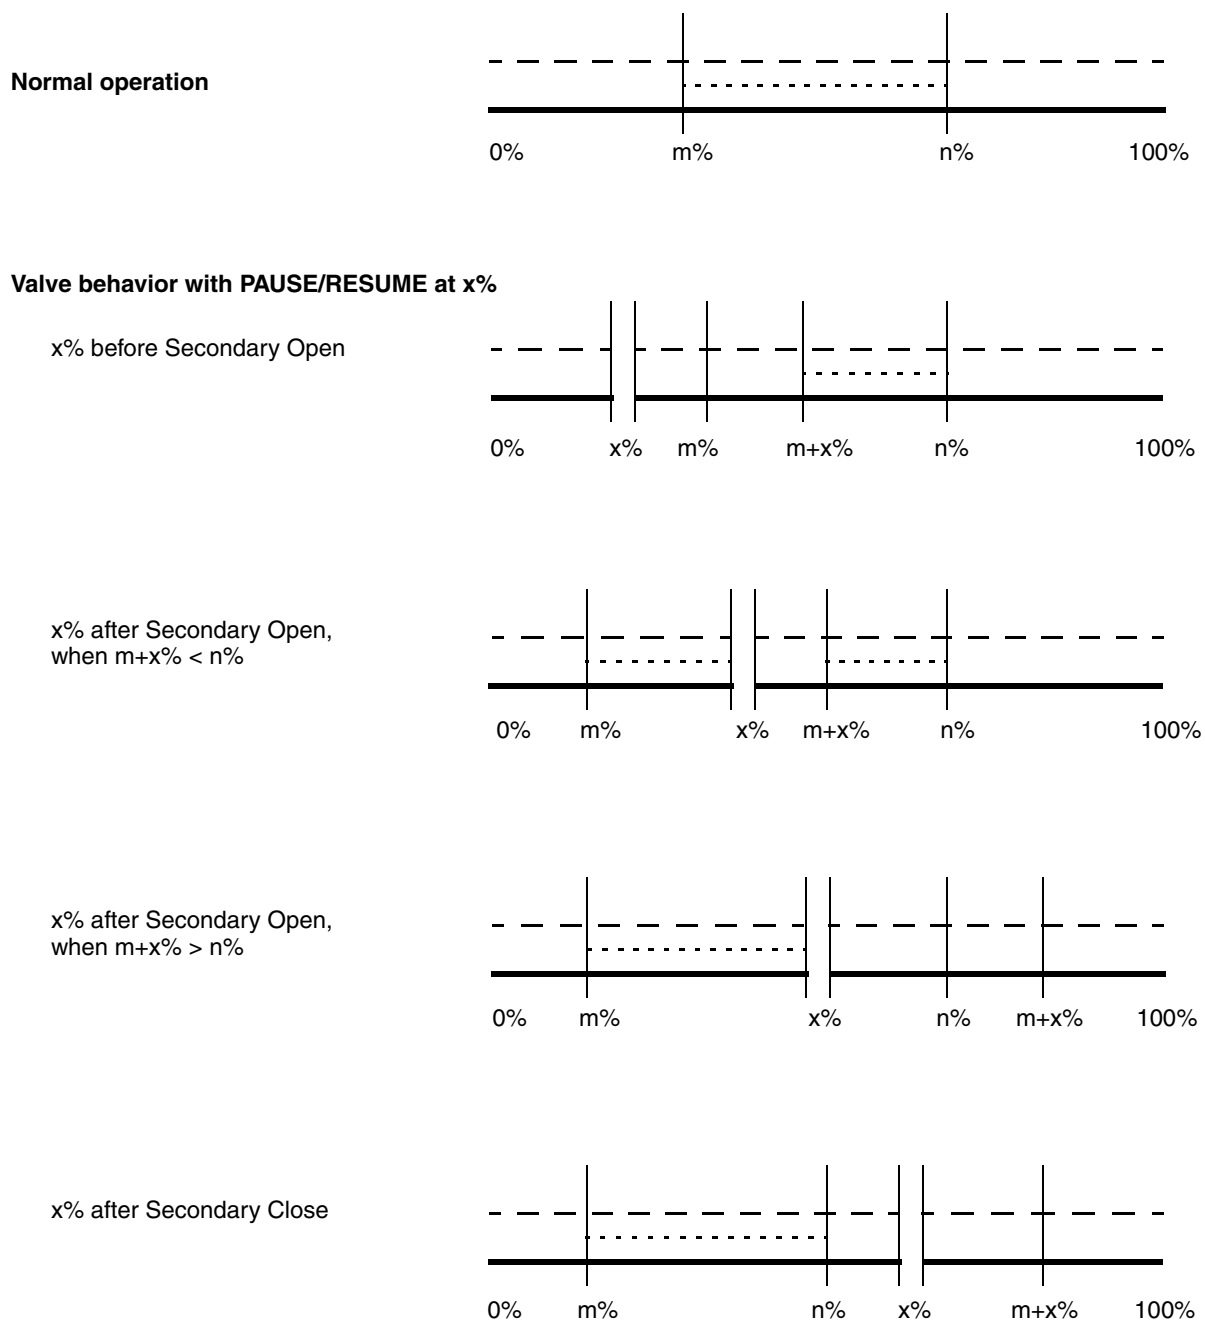 Normal operation
0% m% n% 100%
Valve behavior with PAUSE/RESUME at x%
x% before Secondary Open
0% x% m% m+x% n% 100%
x% after Secondary Open,
when m+x% < n%
0% m% x% m+x% n% 100%
x% after Secondary Open,
when m+x% > n%
0% m% x% n% m+x% 100%
x% after Secondary Close
0% m% n% x% m+x% 100%